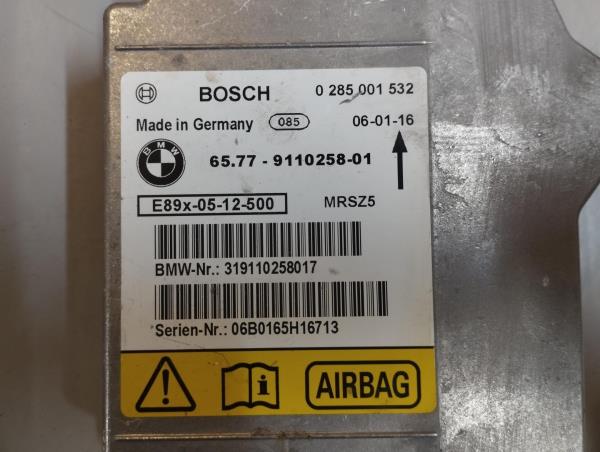 BOSCH 0 285 001 532
Made in Germany 085 06-01-16
BMW 65.77 - 9110258-01
E89x-05-12-500 MRSZ5
BMW-Nr.: 319110258017
Serien-Nr.: 06B0165H16713
AIRBAG